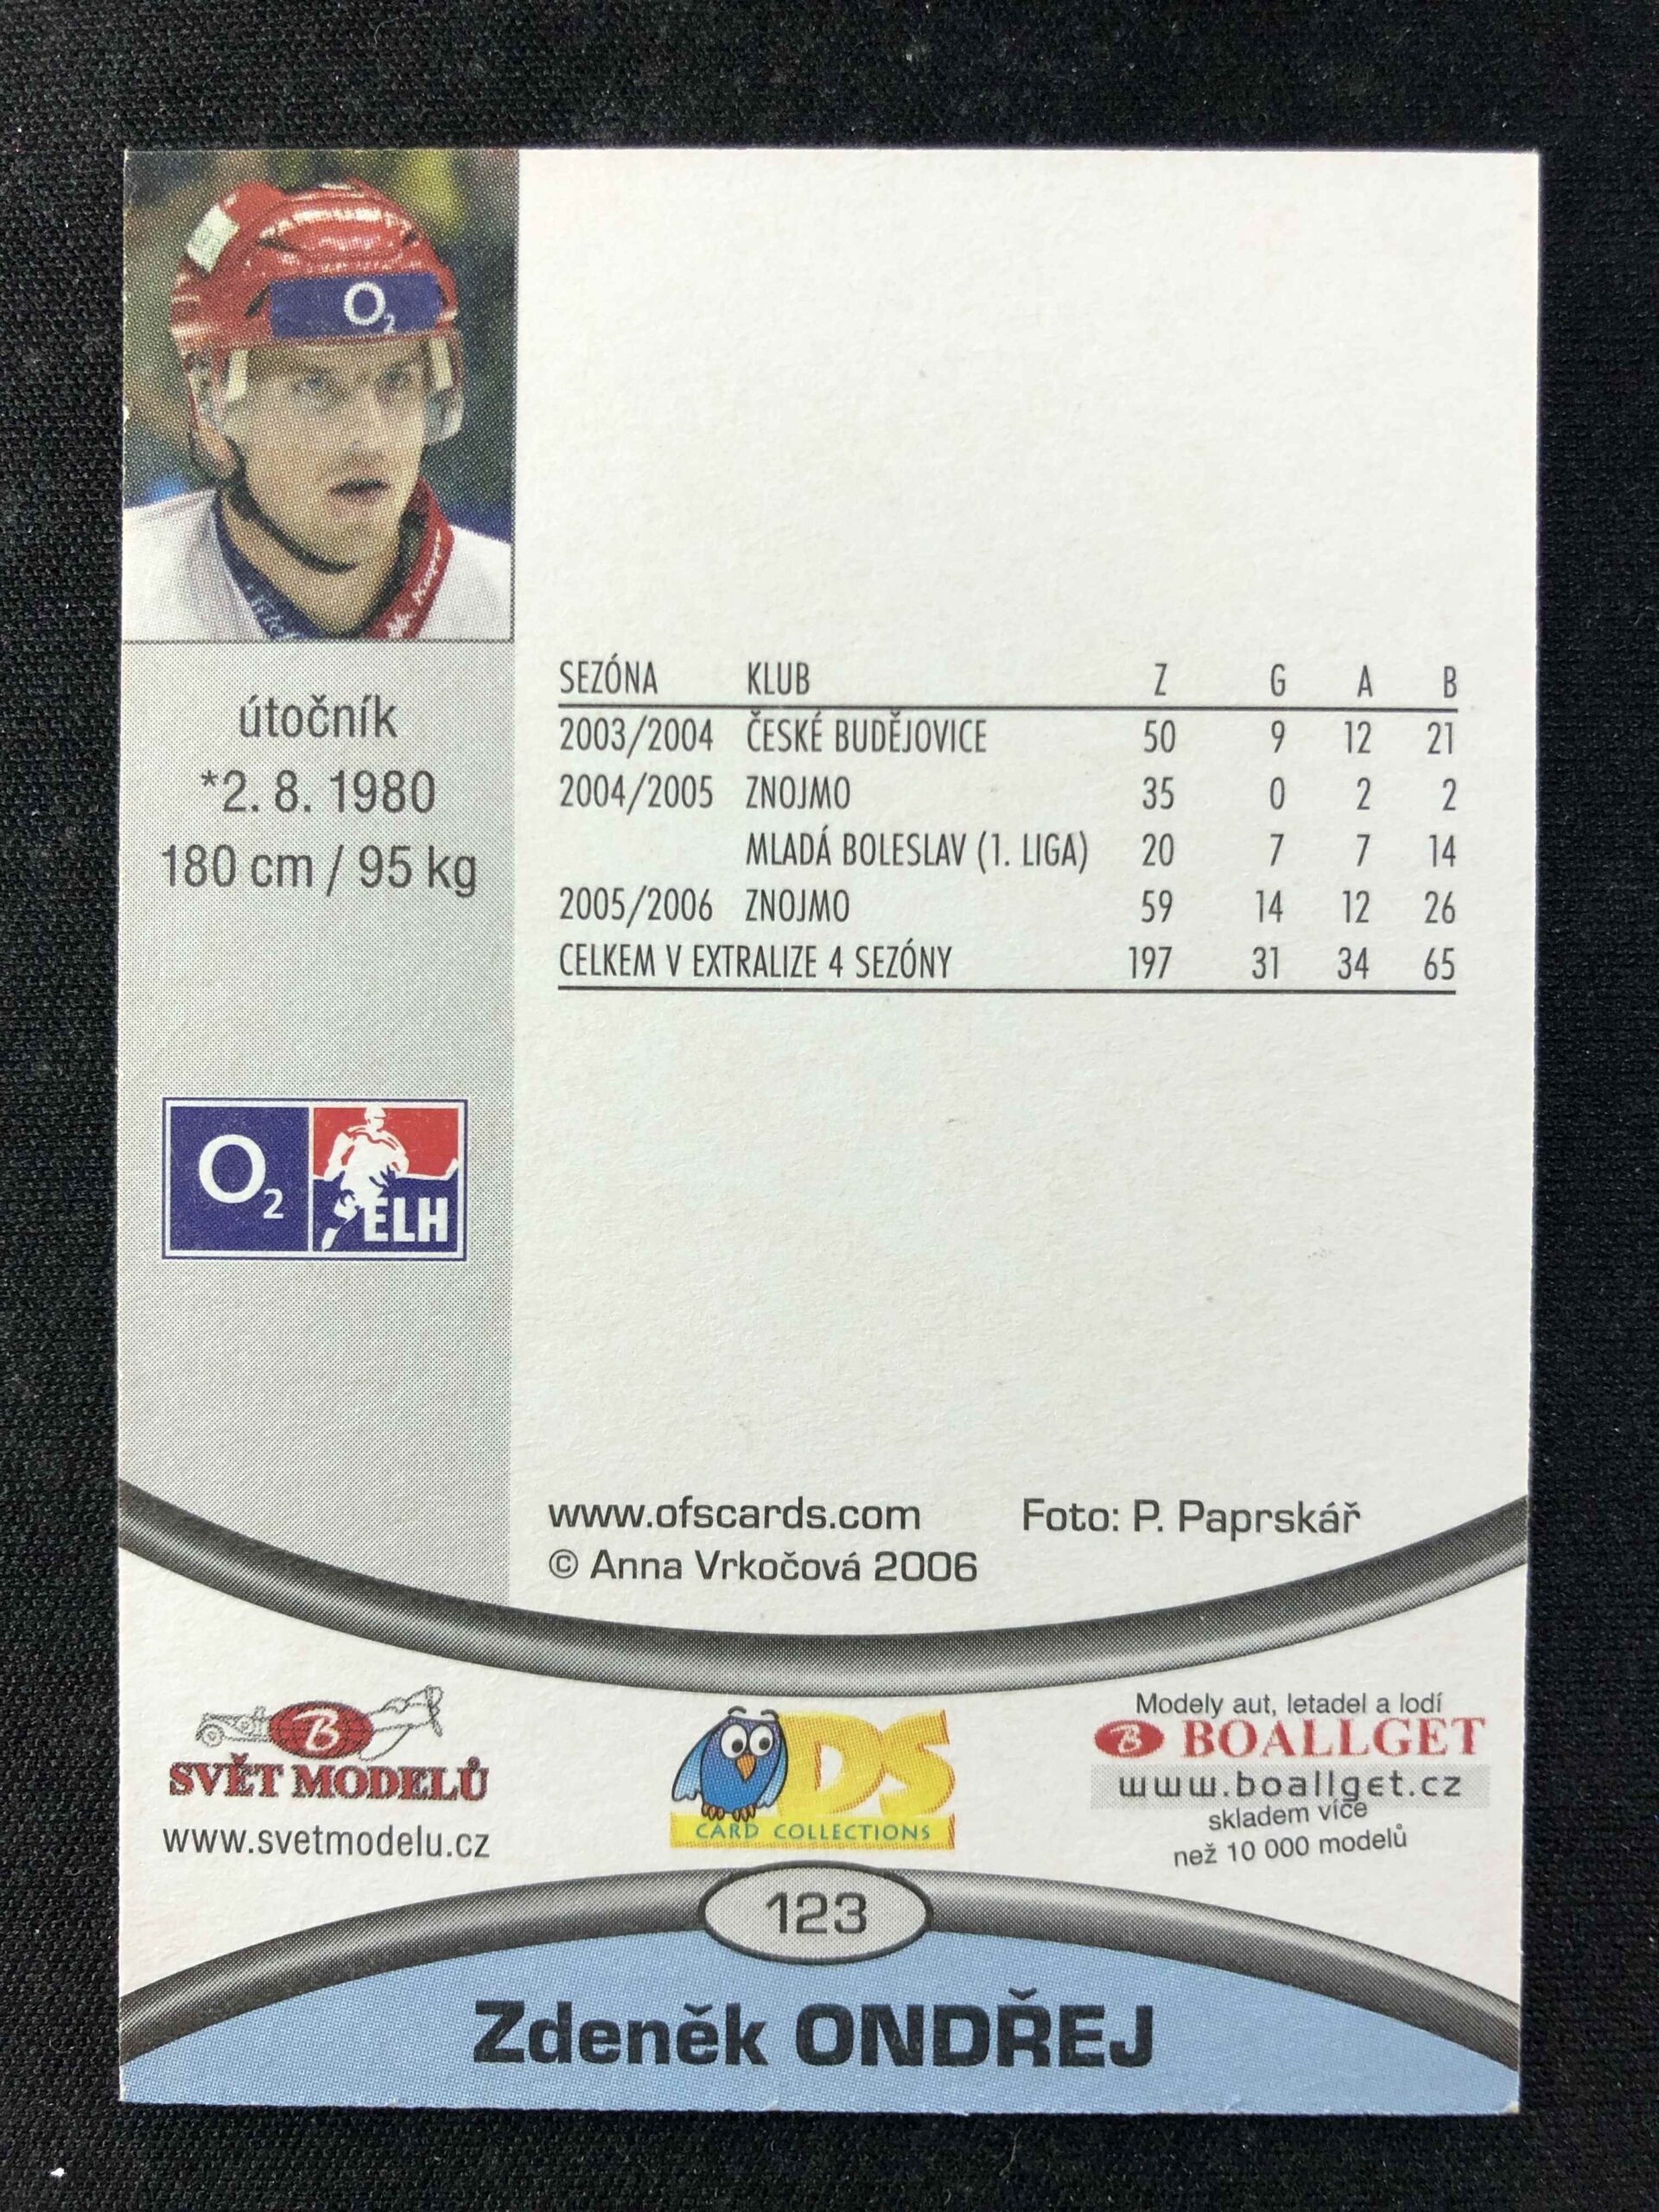 O2
útočník
*2. 8. 1980
180 cm / 95 kg
SEZÓNA KLUB Z G A B
2003/2004 ČESKÉ BUDĚJOVICE 50 9 12 21
2004/2005 ZNOJMO 35 0 2 2
MLADÁ BOLESLAV (1. LIGA) 20 7 7 14
2005/2006 ZNOJMO 59 14 12 26
CELKEM V EXTRALIZE 4 SEZÓNY 197 31 34 65
O2 ELH
www.ofscards.com Foto: P. Paprskář
© Anna Vrkočová 2006
B
SVĚT MODELŮ
www.svetmodelu.cz
DS
CARD COLLECTIONS
Modely aut, letadel a lodí
B BOALLGET
www.boallget.cz
skladem více
než 10 000 modelů
123
Zdeněk ONDŘEJ